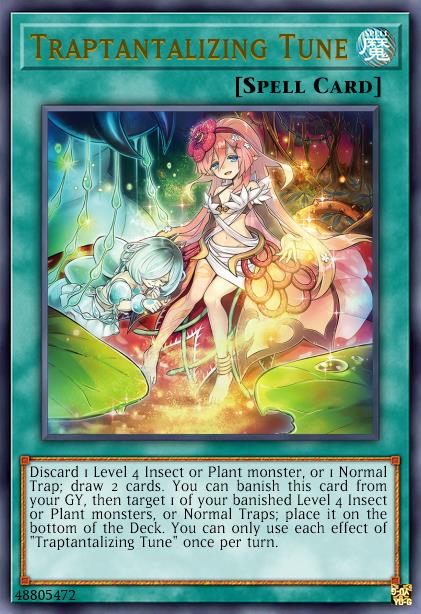 Traptantalizing Tune
SPELL
魔
[Spell Card]
Discard 1 Level 4 Insect or Plant monster, or 1 Normal
Trap; draw 2 cards. You can banish this card from
your GY, then target 1 of your banished Level 4 Insect
or Plant monsters, or Normal Traps; place it on the
bottom of the Deck. You can only use each effect of
"Traptantalizing Tune" once per turn.
48805472